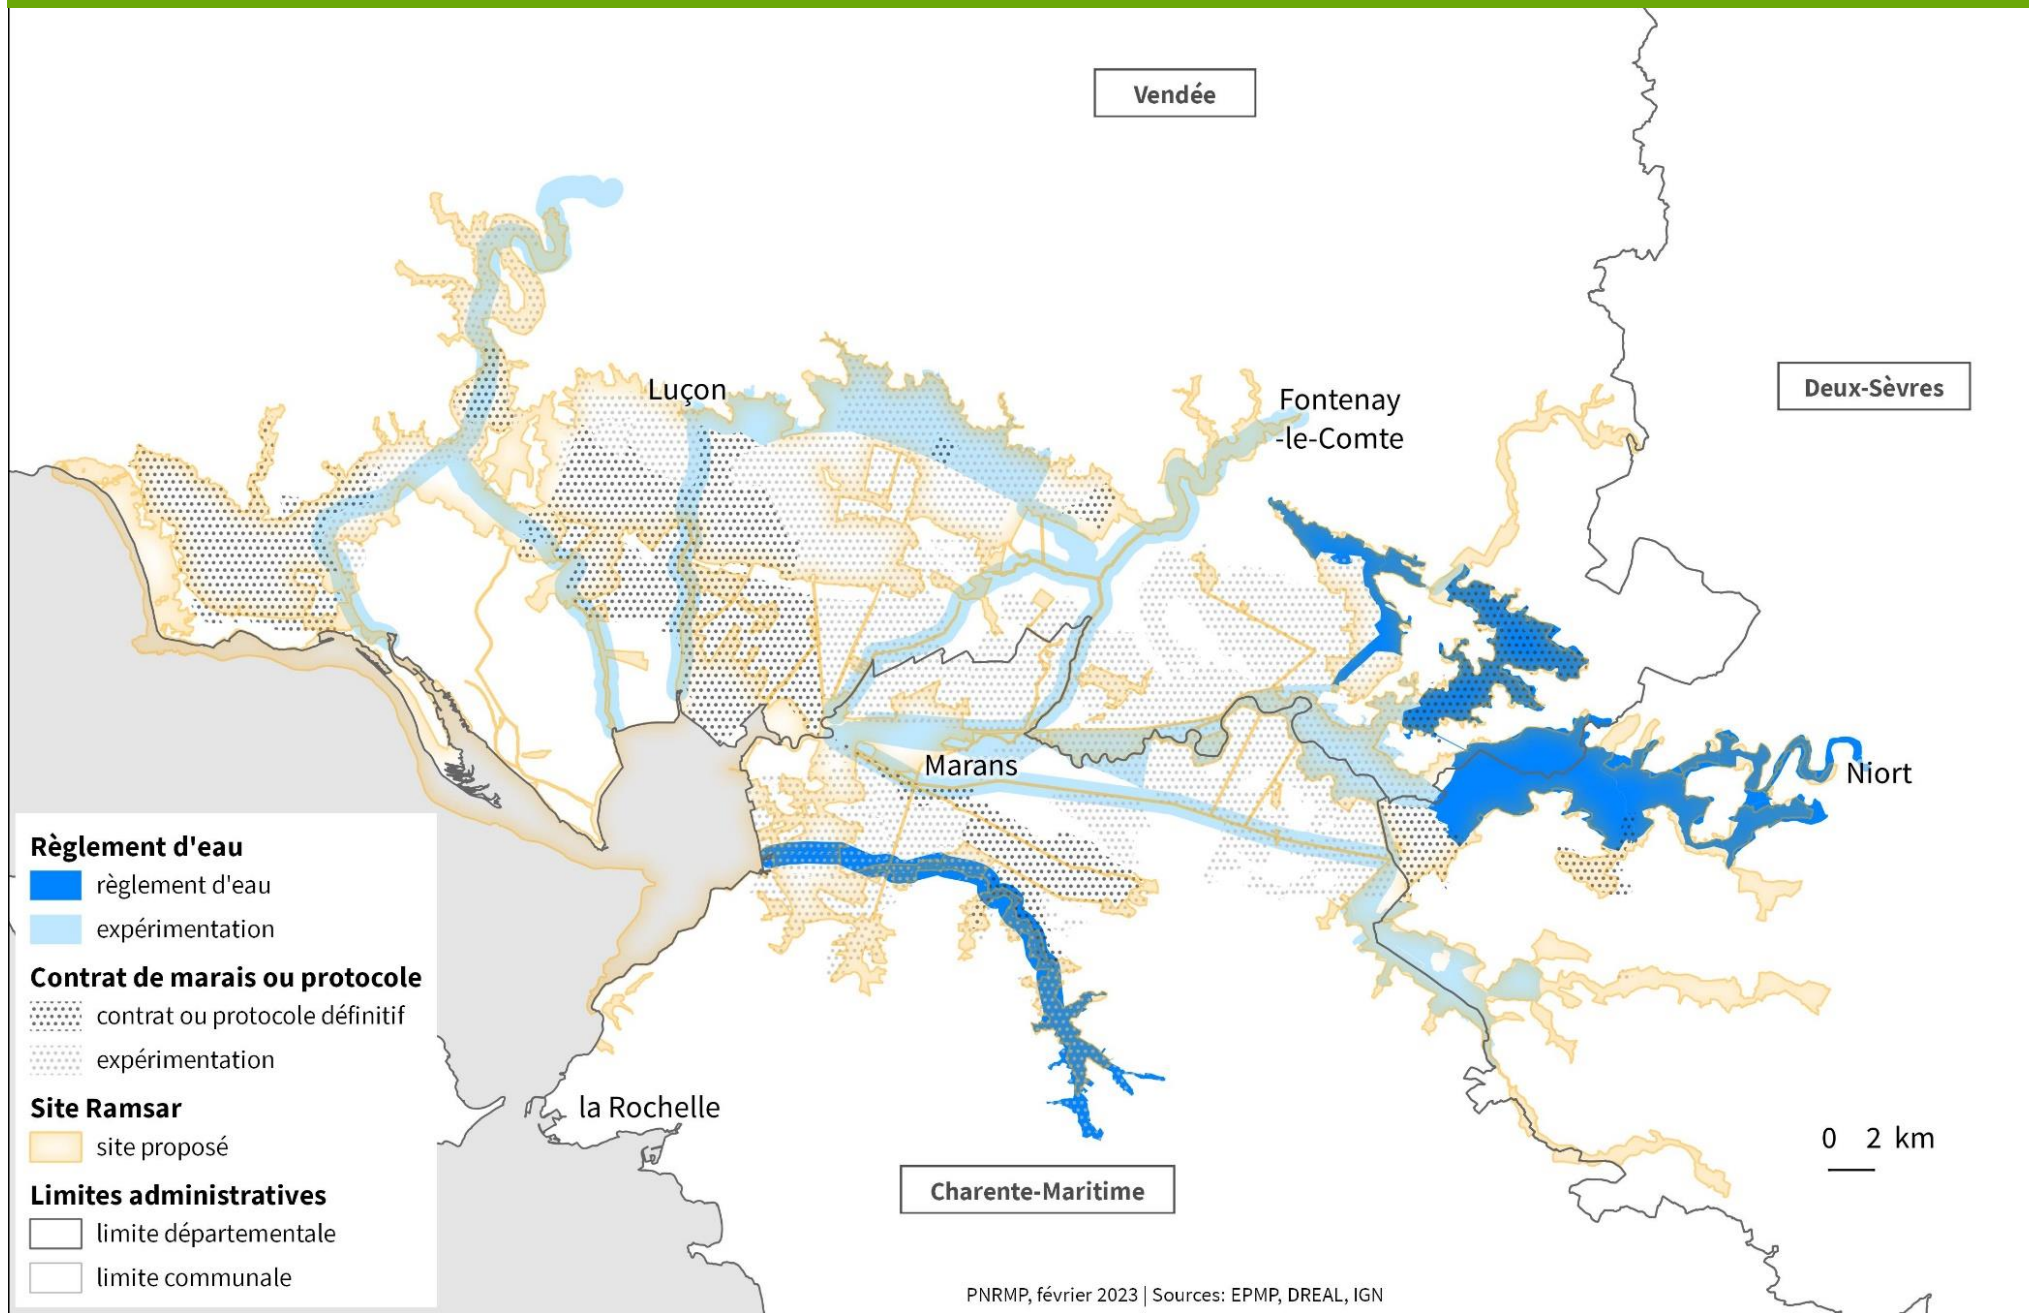 Vendée
Deux-Sèvres
Luçon
Fontenay
-le-Comte
Marans
Niort
la Rochelle
Charente-Maritime
0 2 km
Règlement d'eau
règlement d'eau
expérimentation
Contrat de marais ou protocole
contrat ou protocole définitif
expérimentation
Site Ramsar
site proposé
Limites administratives
limite départementale
limite communale
PNRMP, février 2023 | Sources: EPMP, DREAL, IGN